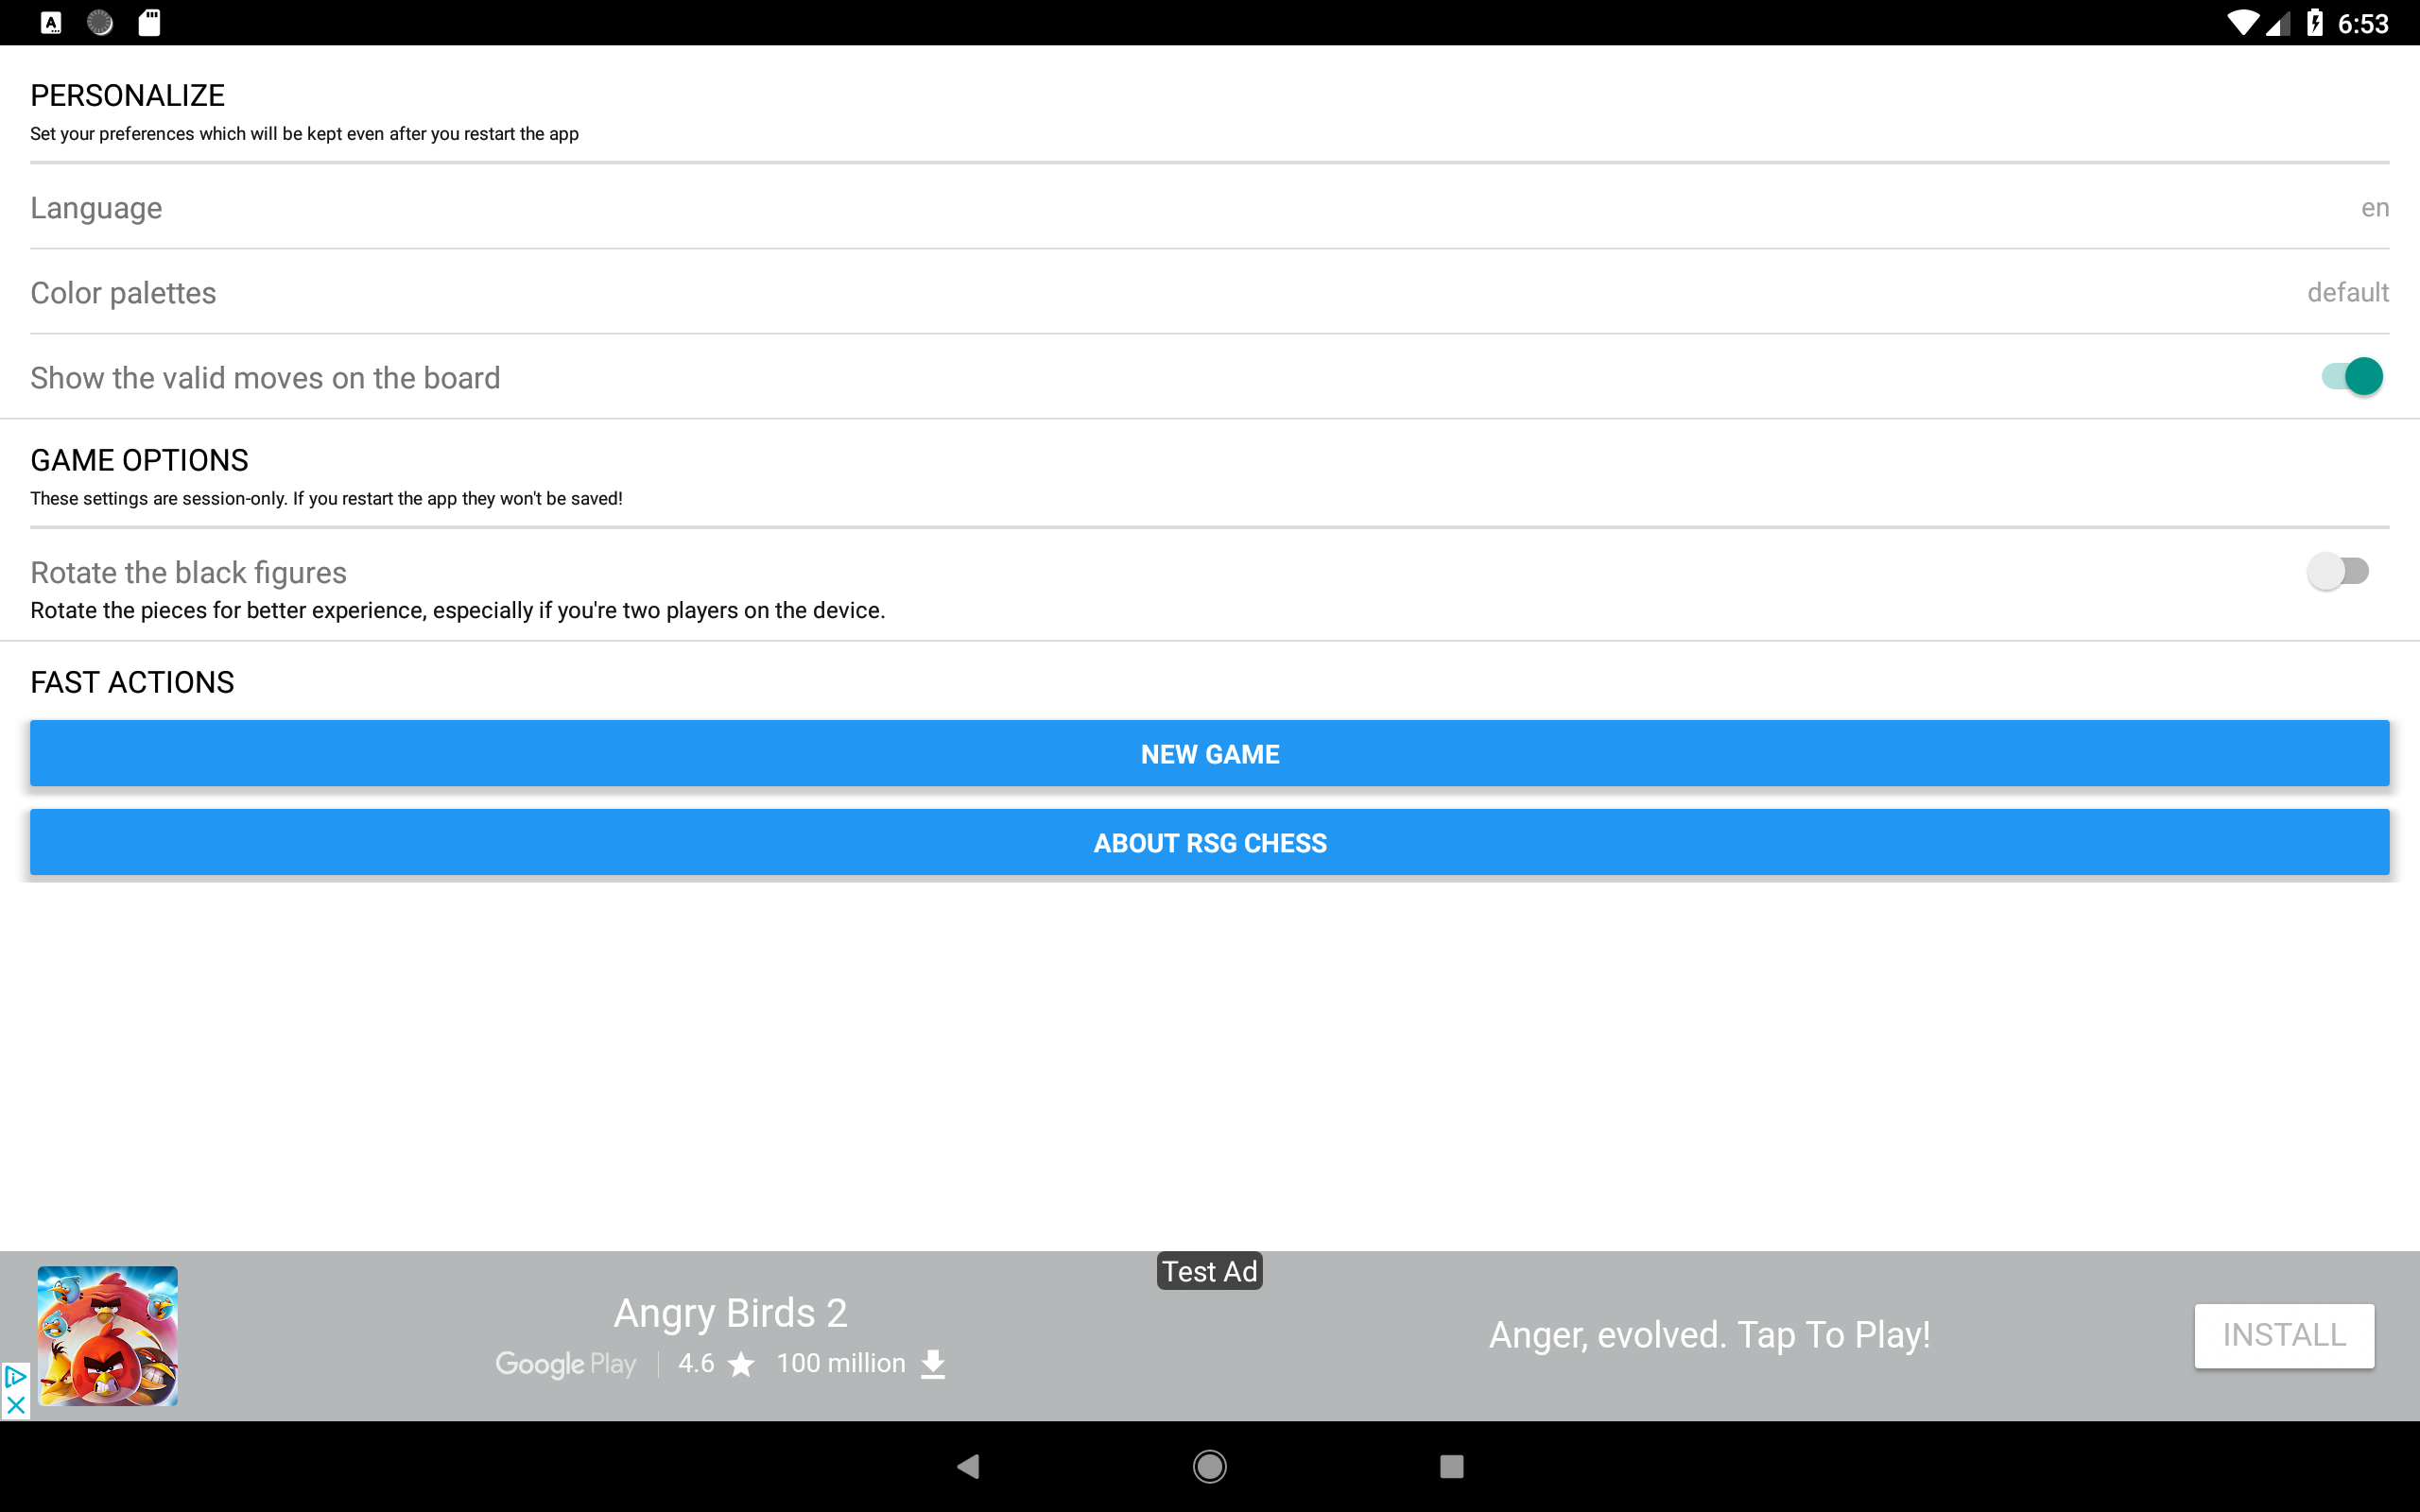 6:53
PERSONALIZE
Set your preferences which will be kept even after you restart the app
Language en
Color palettes default
Show the valid moves on the board
GAME OPTIONS
These settings are session-only. If you restart the app they won't be saved!
Rotate the black figures
Rotate the pieces for better experience, especially if you're two players on the device.
FAST ACTIONS
NEW GAME
ABOUT RSG CHESS
Test Ad
Angry Birds 2
Google Play 4.6 100 million
Anger, evolved. Tap To Play!
INSTALL